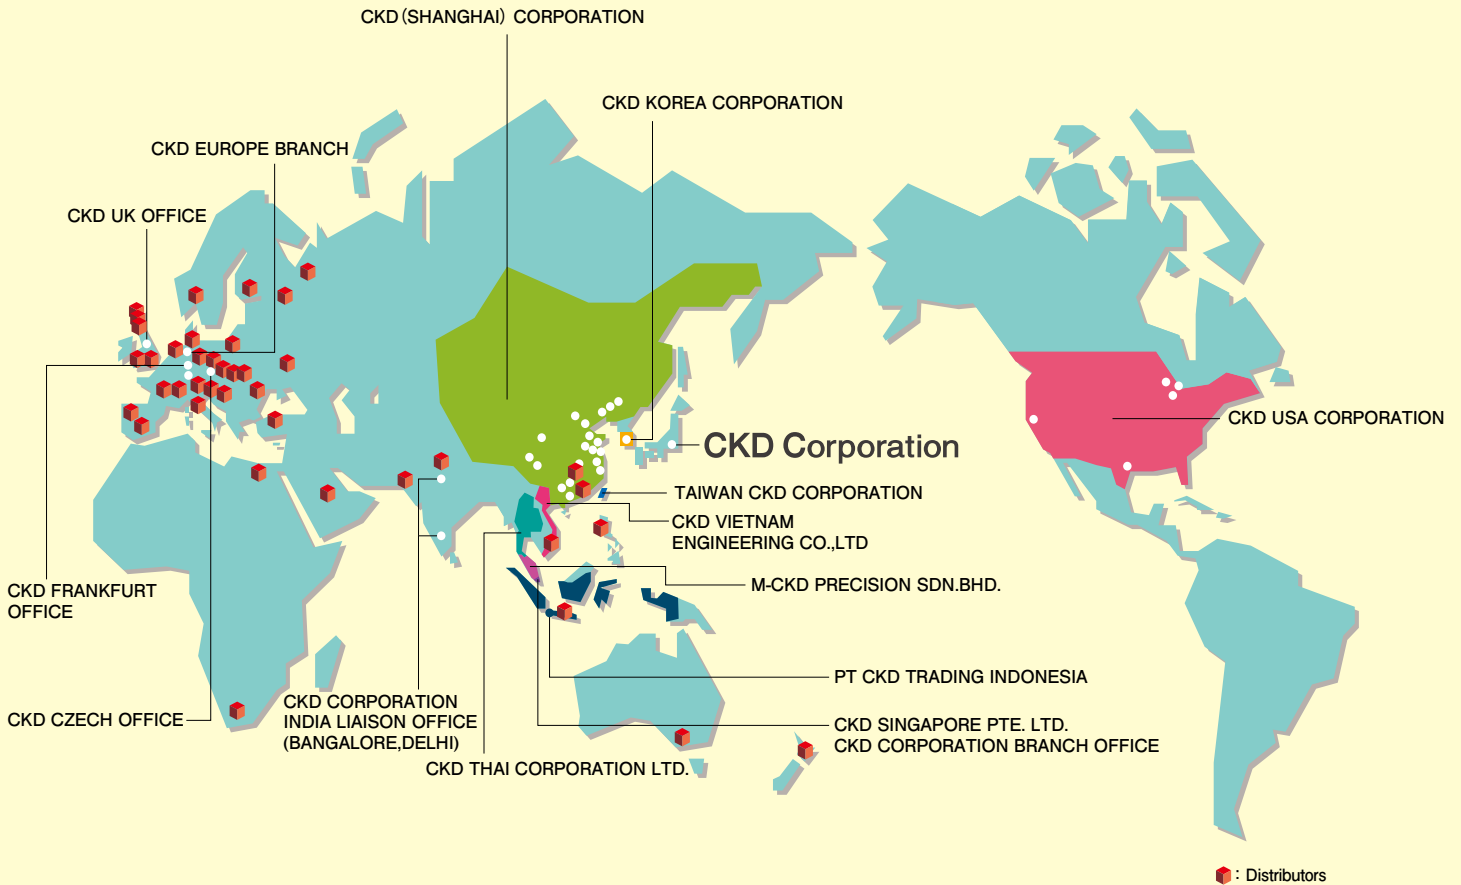 CKD(SHANGHAI) CORPORATION
CKD KOREA CORPORATION
CKD EUROPE BRANCH
CKD UK OFFICE
CKD USA CORPORATION
CKD Corporation
TAIWAN CKD CORPORATION
CKD VIETNAM
ENGINEERING CO.,LTD
M-CKD PRECISION SDN.BHD.
CKD FRANKFURT
OFFICE
PT CKD TRADING INDONESIA
CKD CZECH OFFICE
CKD CORPORATION
INDIA LIAISON OFFICE
(BANGALORE,DELHI)
CKD SINGAPORE PTE. LTD.
CKD CORPORATION BRANCH OFFICE
CKD THAI CORPORATION LTD.
: Distributors